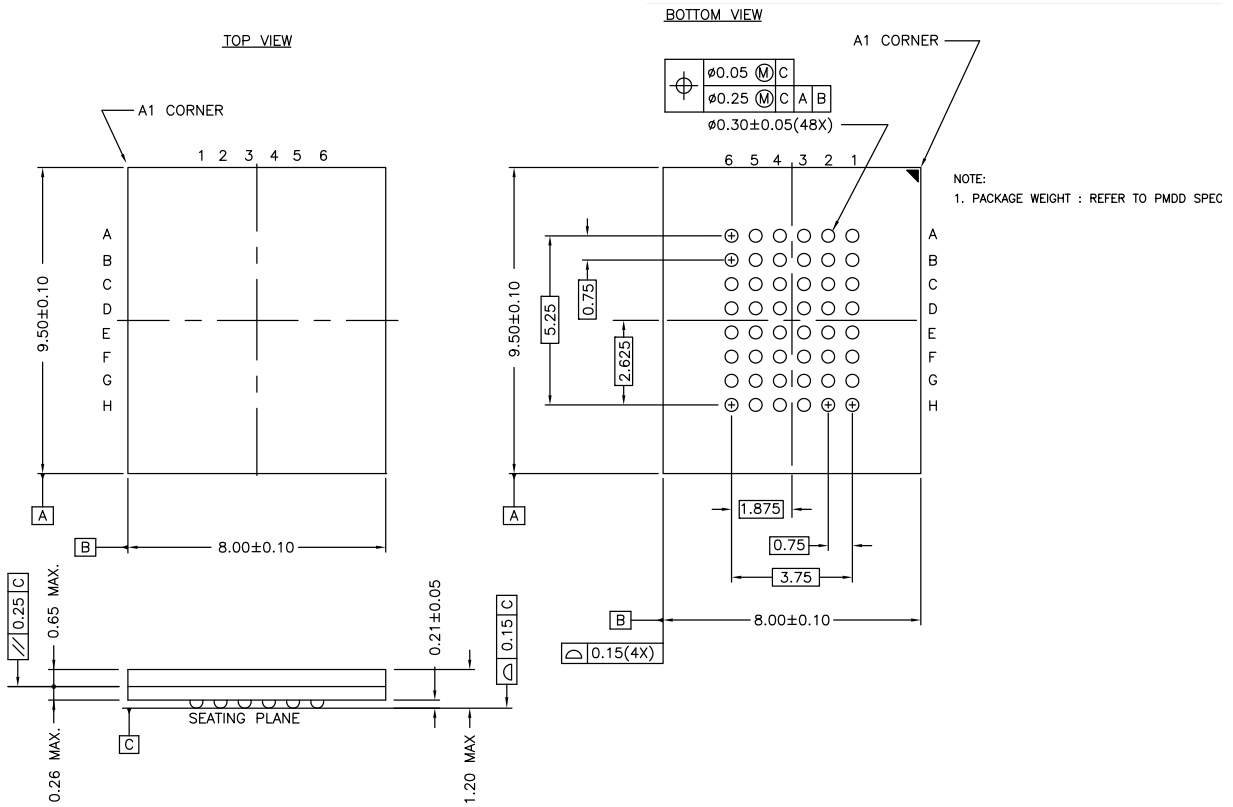 BOTTOM VIEW
TOP VIEW
A1 CORNER
ø0.05 Ⓜ C
ø0.25 Ⓜ C A B
ø0.30±0.05(48X)
A1 CORNER
1 2 3 4 5 6
6 5 4 3 2 1
NOTE:
1. PACKAGE WEIGHT : REFER TO PMDD SPEC
A
B
C
D
E
F
G
H
9.50±0.10
9.50±0.10
5.25
0.75
2.625
A
B
C
D
E
F
G
H
A
A
1.875
0.75
3.75
B
8.00±0.10
B
8.00±0.10
0.15(4X)
0.25 C
0.65 MAX.
0.21±0.05
0.15 C
SEATING PLANE
C
0.26 MAX.
1.20 MAX